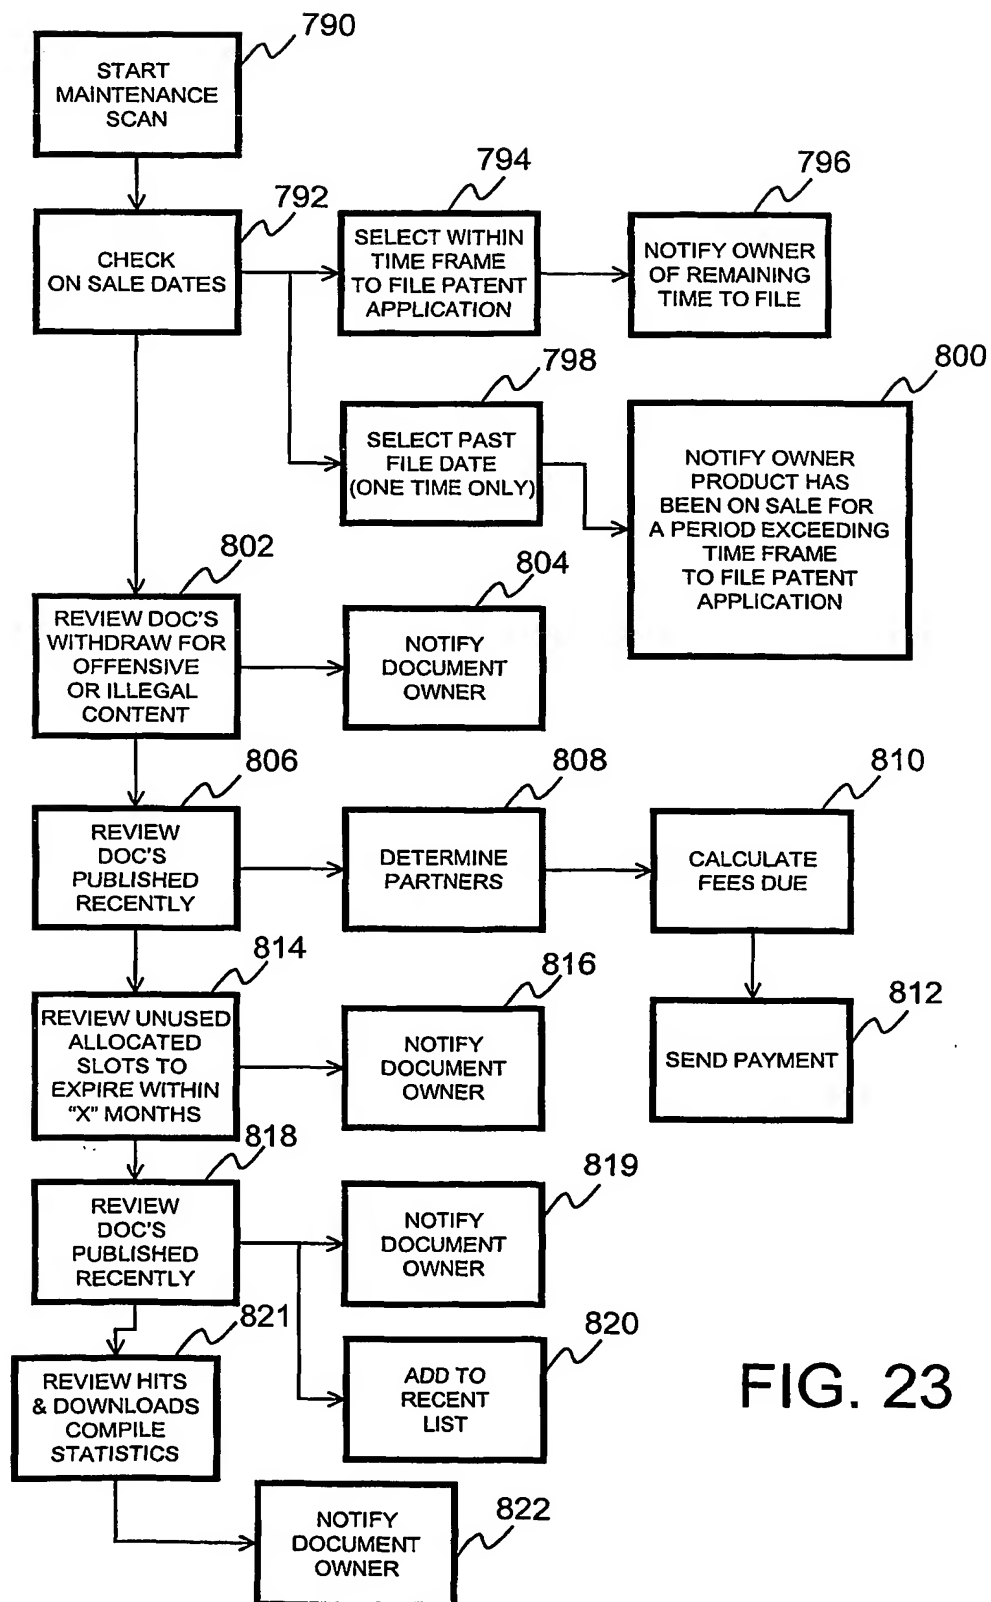 790
START
MAINTENANCE
SCAN
792
CHECK
ON SALE DATES
794
SELECT WITHIN
TIME FRAME
TO FILE PATENT
APPLICATION
796
NOTIFY OWNER
OF REMAINING
TIME TO FILE
798
SELECT PAST
FILE DATE
(ONE TIME ONLY)
800
NOTIFY OWNER
PRODUCT HAS
BEEN ON SALE FOR
A PERIOD EXCEEDING
TIME FRAME
TO FILE PATENT
APPLICATION
802
REVIEW DOC'S
WITHDRAW FOR
OFFENSIVE
OR ILLEGAL
CONTENT
804
NOTIFY
DOCUMENT
OWNER
806
REVIEW
DOC'S
PUBLISHED
RECENTLY
808
DETERMINE
PARTNERS
810
CALCULATE
FEES DUE
812
SEND PAYMENT
814
REVIEW UNUSED
ALLOCATED
SLOTS TO
EXPIRE WITHIN
"X" MONTHS
816
NOTIFY
DOCUMENT
OWNER
818
REVIEW
DOC'S
PUBLISHED
RECENTLY
819
NOTIFY
DOCUMENT
OWNER
820
ADD TO
RECENT
LIST
821
REVIEW HITS
& DOWNLOADS
COMPILE
STATISTICS
822
NOTIFY
DOCUMENT
OWNER
FIG. 23